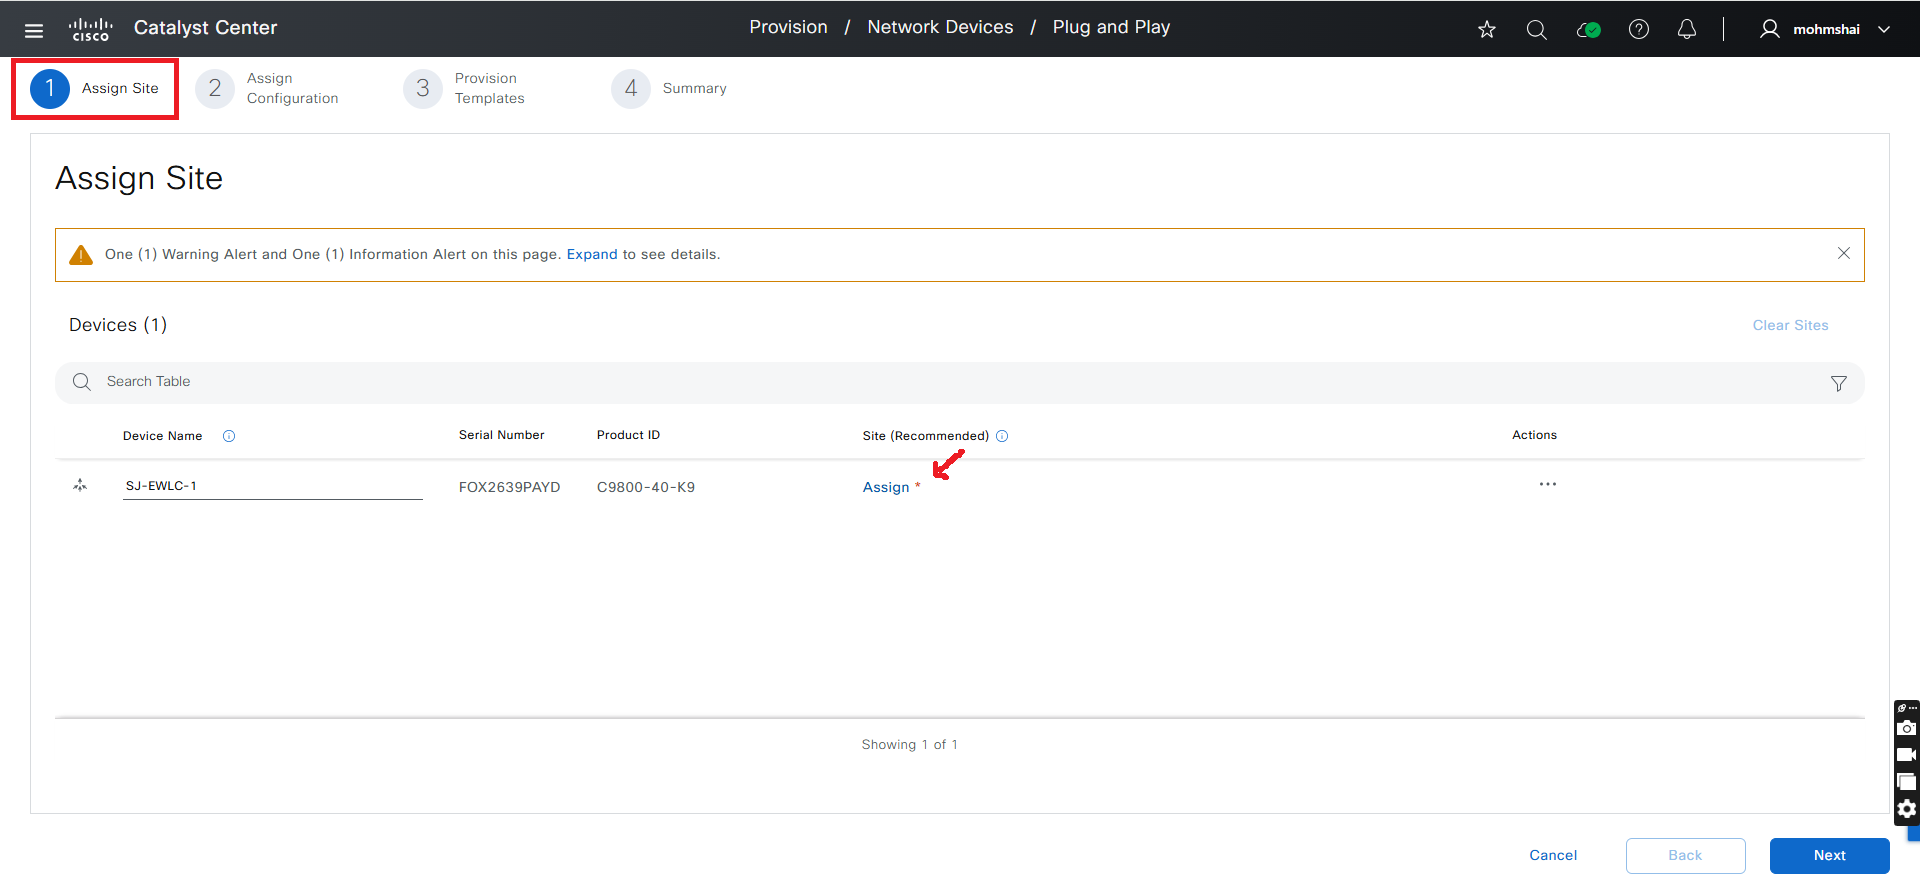 cisco Catalyst Center
Provision / Network Devices / Plug and Play
mohmshai
1 Assign Site
2 Assign Configuration
3 Provision Templates
4 Summary
Assign Site
One (1) Warning Alert and One (1) Information Alert on this page. Expand to see details.
Devices (1)
Clear Sites
Search Table
Device Name Serial Number Product ID Site (Recommended) Actions
SJ-EWLC-1 FOX2639PAYD C9800-40-K9 Assign *
Showing 1 of 1
Cancel Back Next